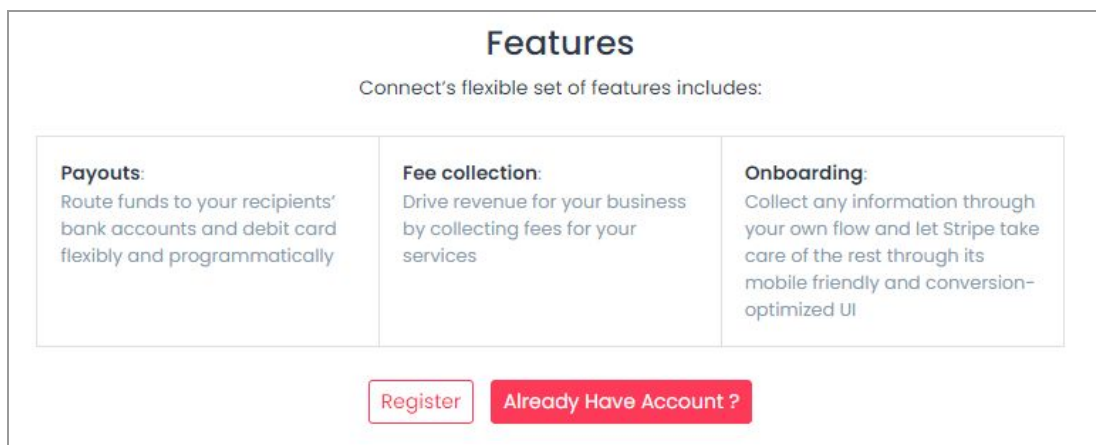 Features
Connect's flexible set of features includes:
Payouts:
Route funds to your recipients'
bank accounts and debit card
flexibly and programmatically
Fee collection:
Drive revenue for your business
by collecting fees for your
services
Onboarding:
Collect any information through
your own flow and let Stripe take
care of the rest through its
mobile friendly and conversion-
optimized UI
Register
Already Have Account ?